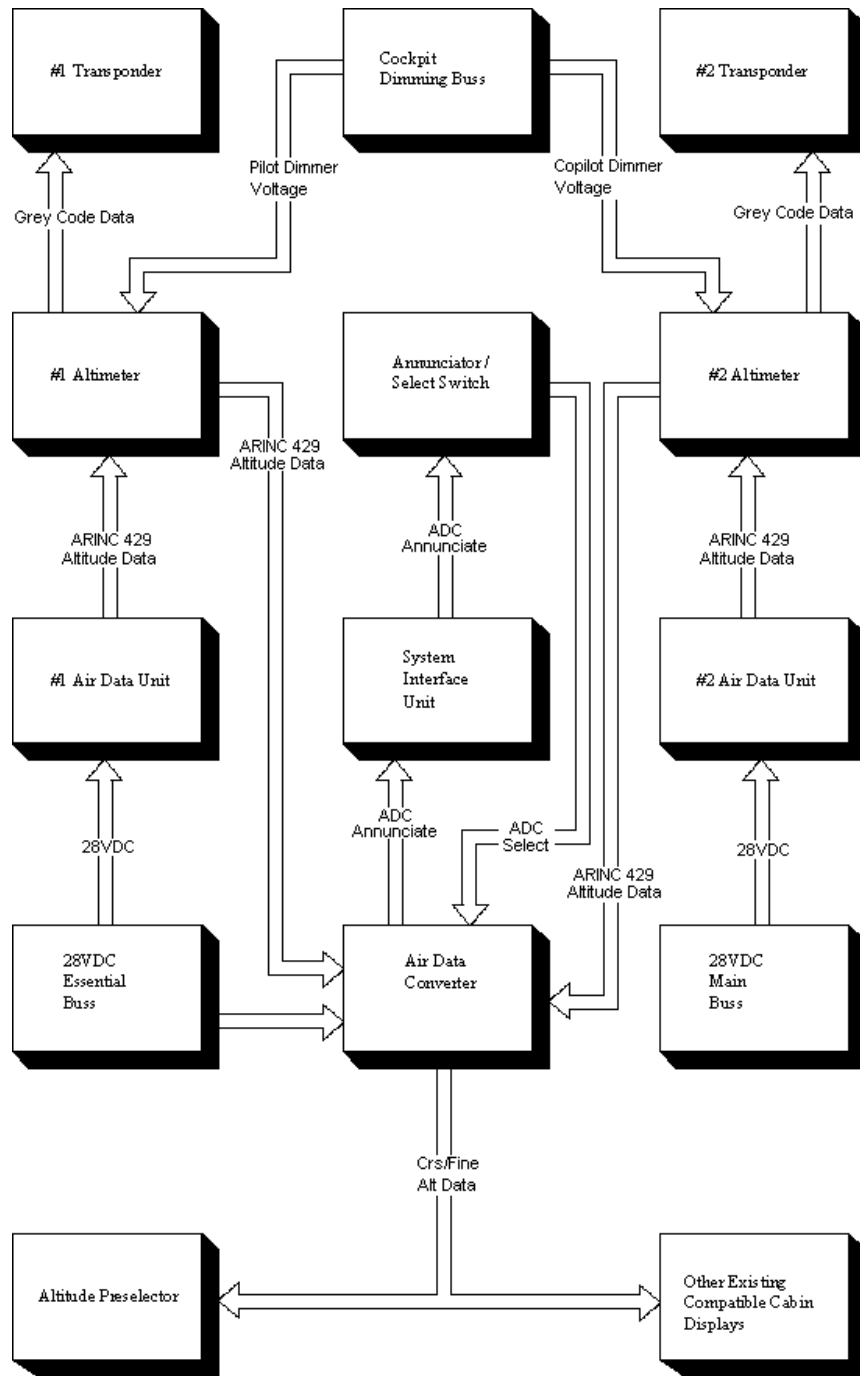 #1 Transponder
Cockpit
Dimming Buss
#2 Transponder
Pilot Dimmer
Voltage
Copilot Dimmer
Voltage
Grey Code Data
Grey Code Data
#1 Altimeter
Annunciator /
Select Switch
#2 Altimeter
ARINC 429
Altitude Data
ARINC 429
Altitude Data
ADC
Annunciate
ARINC 429
Altitude Data
#1 Air Data Unit
System
Interface
Unit
#2 Air Data Unit
28VDC
ADC
Annunciate
ADC
Select
28VDC
ARINC 429
Altitude Data
28VDC
Essential
Buss
Air Data
Converter
28VDC
Main
Buss
Crs/Fine
Alt Data
Altitude Preselector
Other Existing
Compatible Cabin
Displays